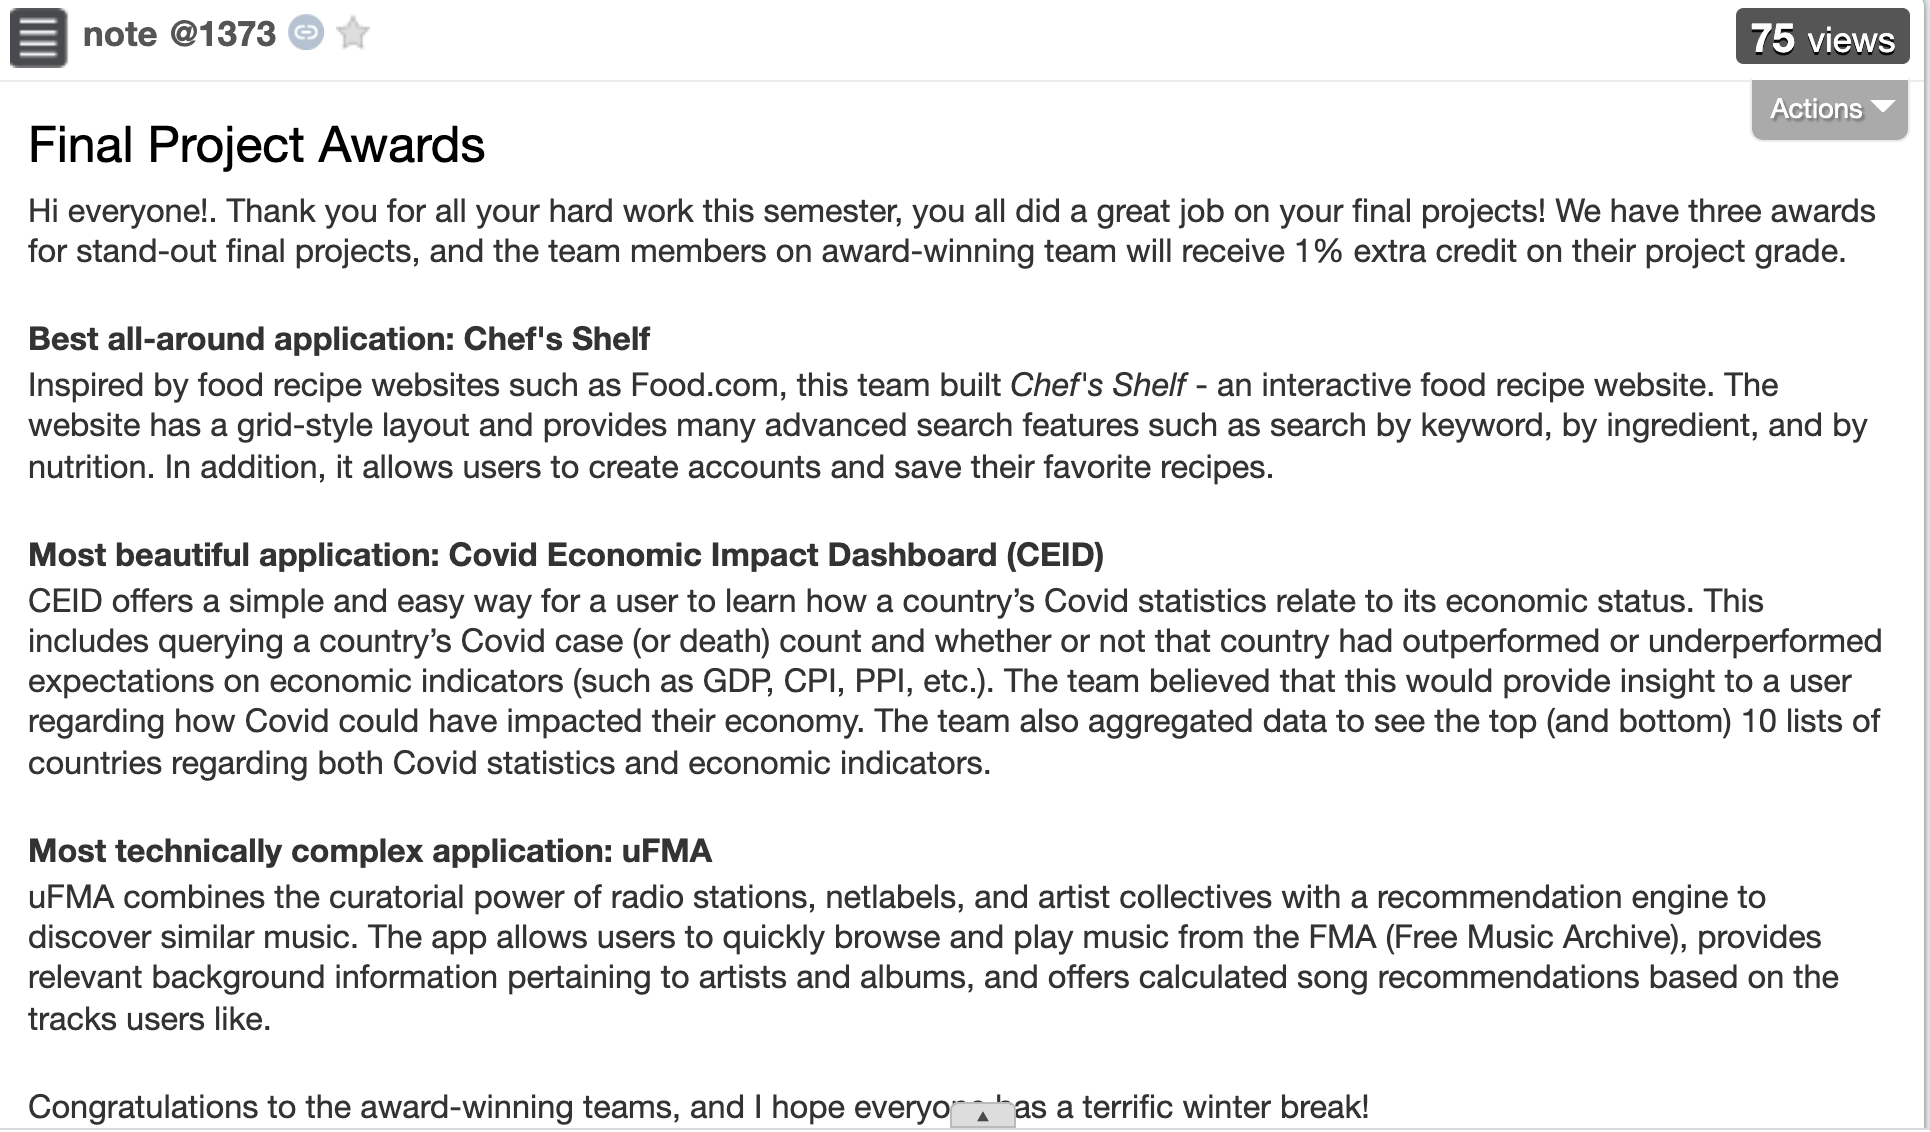 note @1373
75 views
Actions
Final Project Awards
Hi everyone!. Thank you for all your hard work this semester, you all did a great job on your final projects! We have three awards
for stand-out final projects, and the team members on award-winning team will receive 1% extra credit on their project grade.
Best all-around application: Chef's Shelf
Inspired by food recipe websites such as Food.com, this team built Chef's Shelf - an interactive food recipe website. The
website has a grid-style layout and provides many advanced search features such as search by keyword, by ingredient, and by
nutrition. In addition, it allows users to create accounts and save their favorite recipes.
Most beautiful application: Covid Economic Impact Dashboard (CEID)
CEID offers a simple and easy way for a user to learn how a country’s Covid statistics relate to its economic status. This
includes querying a country’s Covid case (or death) count and whether or not that country had outperformed or underperformed
expectations on economic indicators (such as GDP, CPI, PPI, etc.). The team believed that this would provide insight to a user
regarding how Covid could have impacted their economy. The team also aggregated data to see the top (and bottom) 10 lists of
countries regarding both Covid statistics and economic indicators.
Most technically complex application: uFMA
uFMA combines the curatorial power of radio stations, netlabels, and artist collectives with a recommendation engine to
discover similar music. The app allows users to quickly browse and play music from the FMA (Free Music Archive), provides
relevant background information pertaining to artists and albums, and offers calculated song recommendations based on the
tracks users like.
Congratulations to the award-winning teams, and I hope everyone has a terrific winter break!